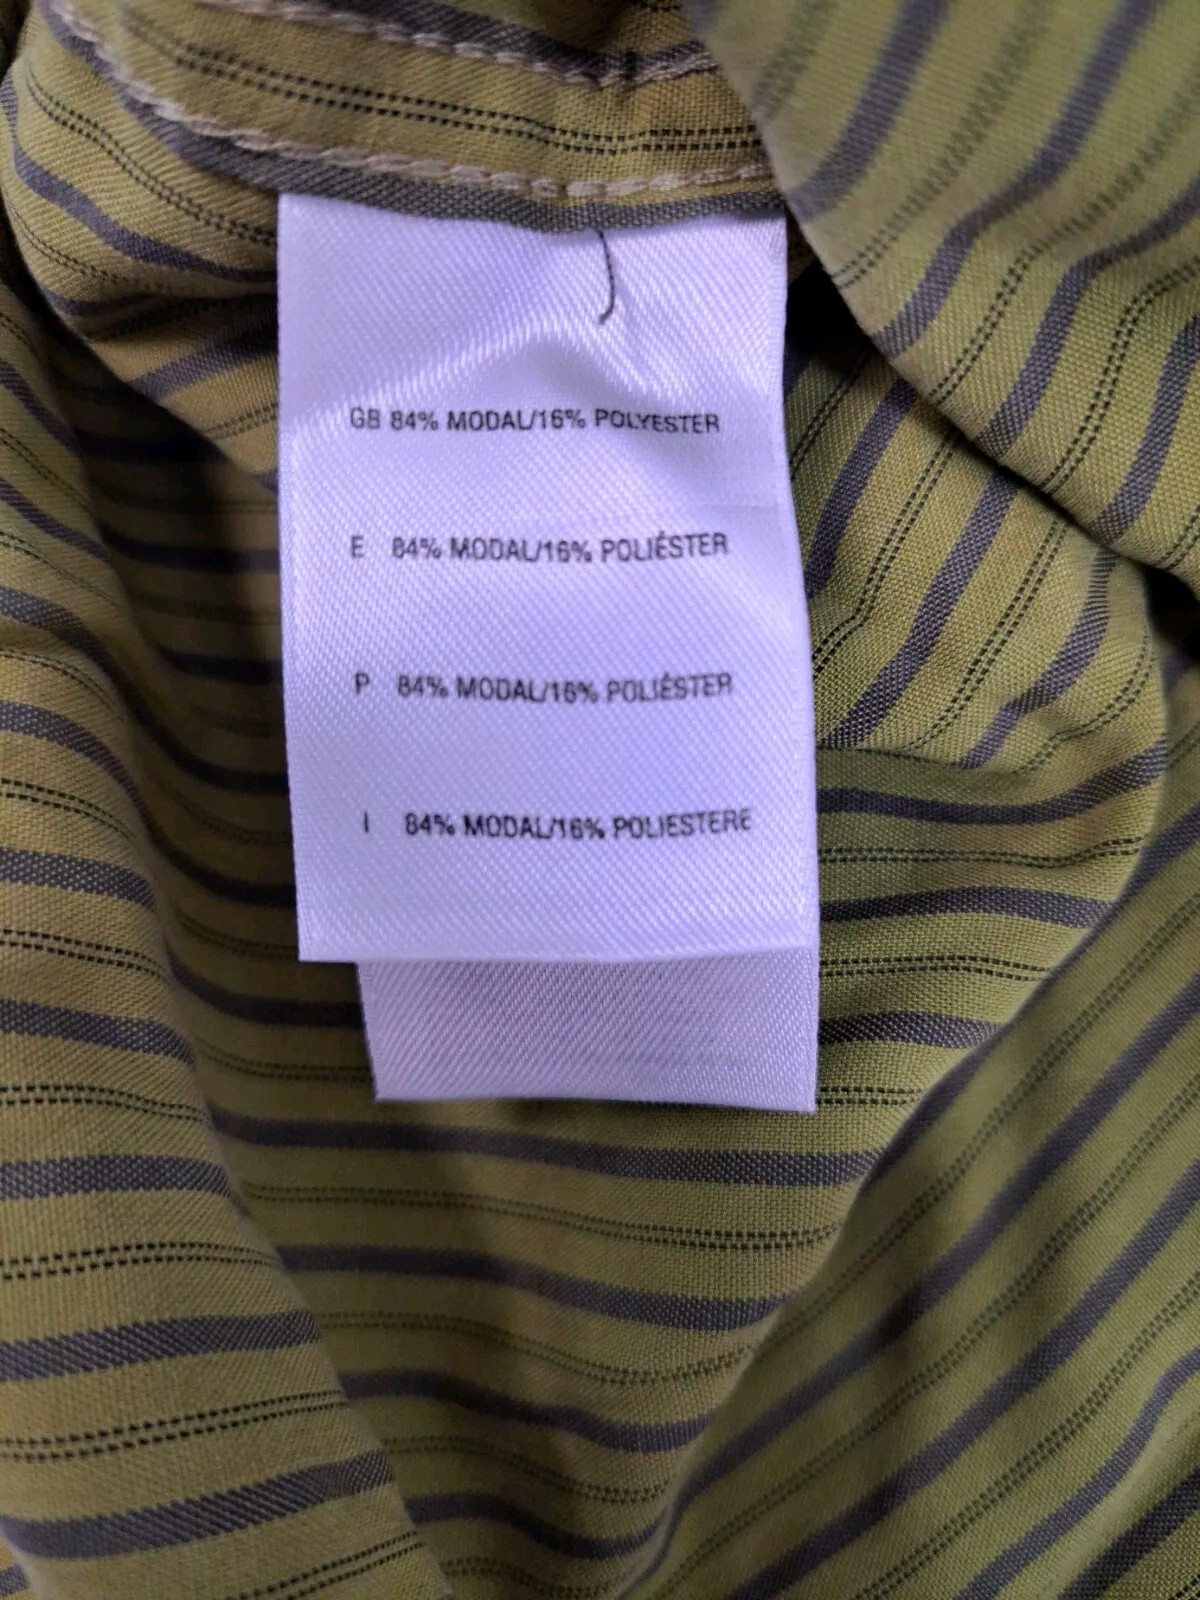 GB 84% MODAL/16% POLYESTER
E 84% MODAL/16% POLIÉSTER
P 84% MODAL/16% POLIÉSTER
I 84% MODAL/16% POLIESTERE